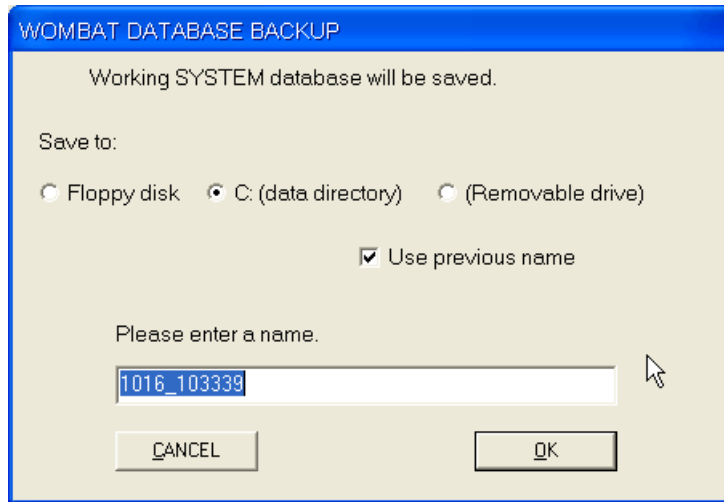 WOMBAT DATABASE BACKUP
Working SYSTEM database will be saved.
Save to:
Floppy disk C: (data directory) (Removable drive)
Use previous name
Please enter a name.
1016_103339
CANCEL OK